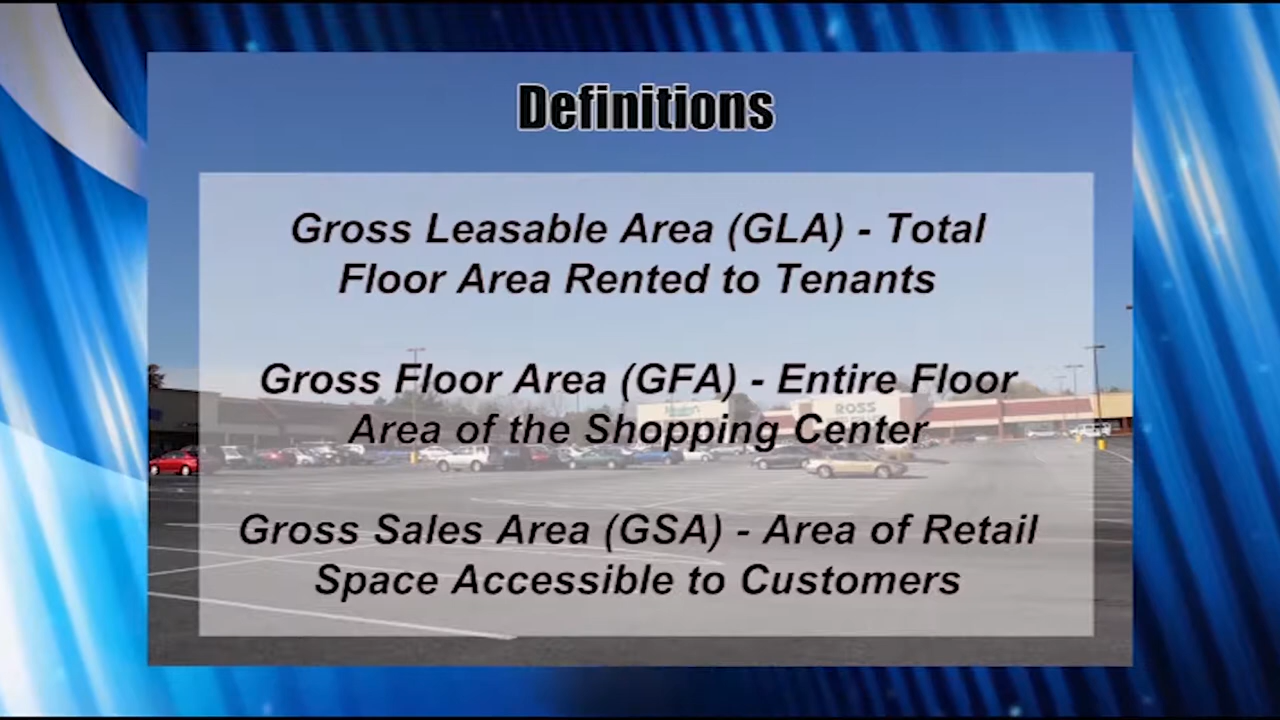 Definitions
Gross Leasable Area (GLA) - Total
Floor Area Rented to Tenants
Gross Floor Area (GFA) - Entire Floor
Area of the Shopping Center
ROSS
Gross Sales Area (GSA) - Area of Retail
Space Accessible to Customers